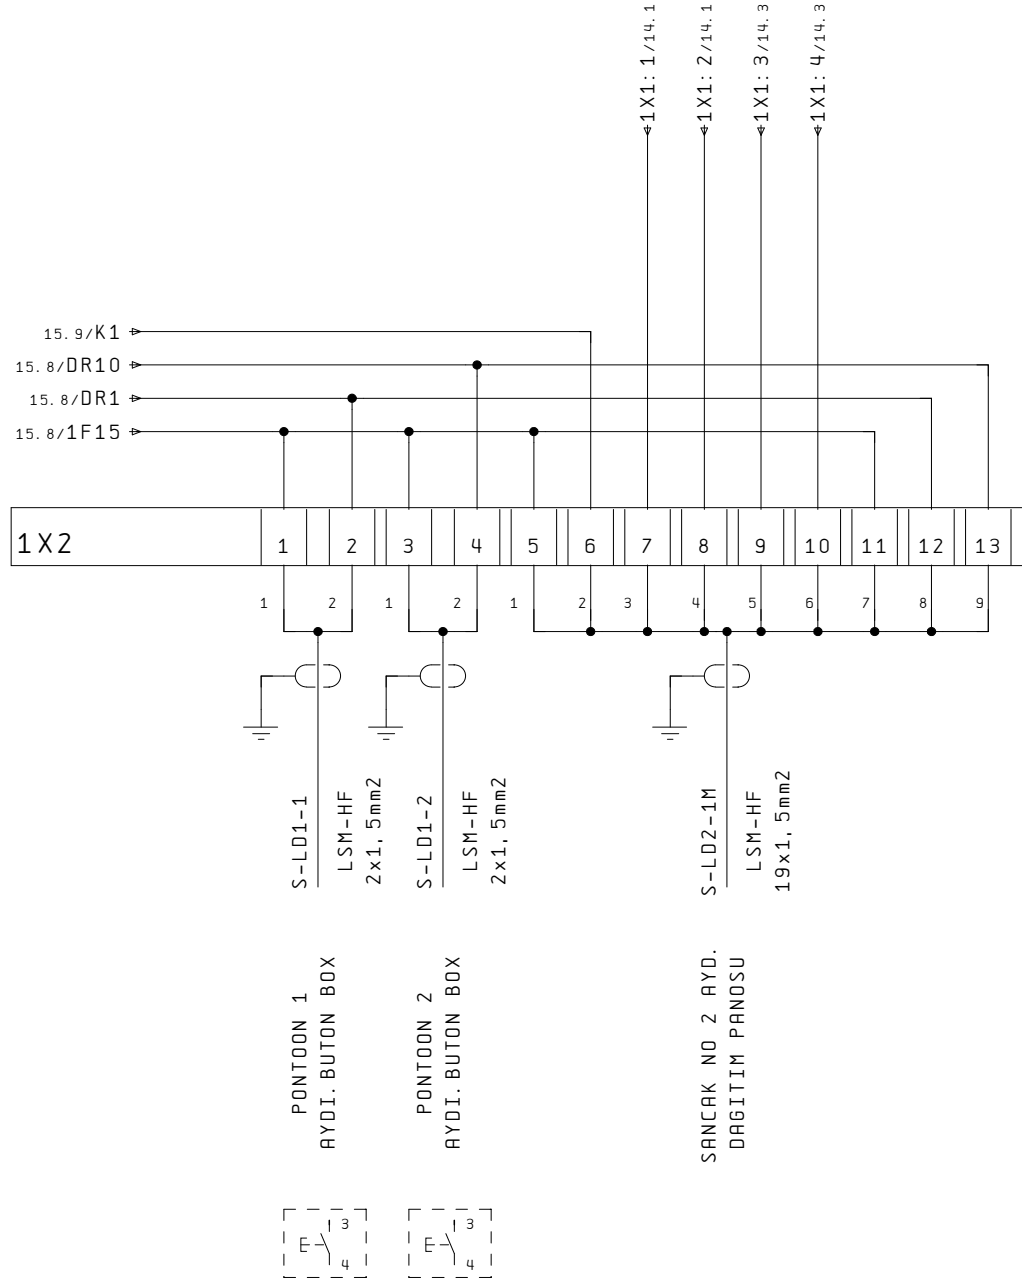 1X1:1/14.1
1X1:2/14.1
1X1:3/14.3
1X1:4/14.3
15.9/K1
15.8/DR10
15.8/DR1
15.8/1F15
1X2
1 2 3 4 5 6 7 8 9 10 11 12 13
1 2 1 2 1 2 3 4 5 6 7 8 9
S-LD1-1
LSM-HF
2x1,5mm2
S-LD1-2
LSM-HF
2x1,5mm2
S-LD2-1M
LSM-HF
19x1,5mm2
PONTOON 1
AYDI.BUTON BOX
PONTOON 2
AYDI.BUTON BOX
SANCAK NO 2 AYD.
DAGITIM PANOSU
3
4
3
4